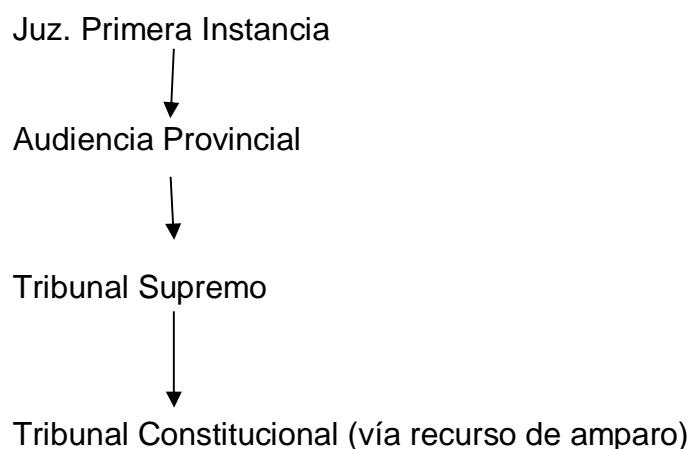 Juz. Primera Instancia
Audiencia Provincial
Tribunal Supremo
Tribunal Constitucional (vía recurso de amparo)